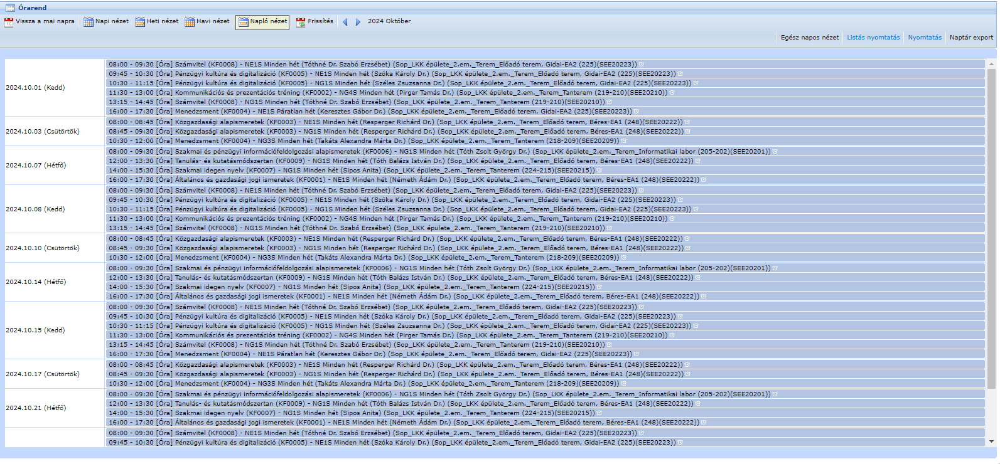 Órarend
Vissza a mai napra Napi nézet Heti nézet Havi nézet Napló nézet Frissítés 2024 Október
Egész napos nézet Listás nyomtatás Nyomtatás Naptár export
2024.10.01 (Kedd)
08:00 - 09:30 [Óra] Számvitel (KF0008) - NE1S Minden hét (Tóthné Dr. Szabó Erzsébet) (Sop_LKK épülete_2.em._Terem_Előadó terem, Gidai-EA2 (225)(SEE20223))
09:45 - 10:30 [Óra] Pénzügyi kultúra és digitalizáció (KF0005) - NE1S Minden hét (Szóka Károly Dr.) (Sop_LKK épülete_2.em._Terem_Előadó terem, Gidai-EA2 (225)(SEE20223))
10:30 - 11:15 [Óra] Pénzügyi kultúra és digitalizáció (KF0005) - NG1S Minden hét (Széles Zsuzsanna Dr.) (Sop_LKK épülete_2.em._Terem_Előadó terem, Gidai-EA2 (225)(SEE20223))
11:30 - 13:00 [Óra] Kommunikációs és prezentációs tréning (KF0002) - NG4S Minden hét (Pirger Tamás Dr.) (Sop_LKK épülete_2.em._Terem_Tanterem (219-210)(SEE20210))
13:15 - 14:45 [Óra] Számvitel (KF0008) - NG1S Minden hét (Tóthné Dr. Szabó Erzsébet) (Sop_LKK épülete_2.em._Terem_Tanterem (219-210)(SEE20210))
16:00 - 17:30 [Óra] Menedzsment (KF0004) - NE1S Páratlan hét (Keresztes Gábor Dr.) (Sop_LKK épülete_2.em._Terem_Előadó terem, Gidai-EA2 (225)(SEE20223))
2024.10.03 (Csütörtök)
08:00 - 08:45 [Óra] Közgazdasági alapismeretek (KF0003) - NE1S Minden hét (Resperger Richárd Dr.) (Sop_LKK épülete_2.em._Terem_Előadó terem, Béres-EA1 (248)(SEE20222))
08:45 - 09:30 [Óra] Közgazdasági alapismeretek (KF0003) - NG1S Minden hét (Resperger Richárd Dr.) (Sop_LKK épülete_2.em._Terem_Előadó terem, Béres-EA1 (248)(SEE20222))
10:30 - 12:00 [Óra] Menedzsment (KF0004) - NG3S Minden hét (Takáts Alexandra Márta Dr.) (Sop_LKK épülete_2.em._Terem_Tanterem (218-209)(SEE20209))
2024.10.07 (Hétfő)
08:00 - 09:30 [Óra] Szakmai és pénzügyi információfeldolgozási alapismeretek (KF0006) - NG1S Minden hét (Tóth Zsolt György Dr.) (Sop_LKK épülete_2.em._Terem_Informatikai labor (205-202)(SEE20201))
12:00 - 13:30 [Óra] Tanulás- és kutatásmódszertan (KF0009) - NG1S Minden hét (Tóth Balázs István Dr.) (Sop_LKK épülete_2.em._Terem_Előadó terem, Béres-EA1 (248)(SEE20222))
14:00 - 15:30 [Óra] Szakmai idegen nyelv (KF0007) - NG1S Minden hét (Sipos Anita) (Sop_LKK épülete_2.em._Terem_Tanterem (224-215)(SEE20215))
16:00 - 17:30 [Óra] Általános és gazdasági jogi ismeretek (KF0001) - NE1S Minden hét (Németh Ádám Dr.) (Sop_LKK épülete_2.em._Terem_Előadó terem, Béres-EA1 (248)(SEE20222))
2024.10.08 (Kedd)
08:00 - 09:30 [Óra] Számvitel (KF0008) - NE1S Minden hét (Tóthné Dr. Szabó Erzsébet) (Sop_LKK épülete_2.em._Terem_Előadó terem, Gidai-EA2 (225)(SEE20223))
09:45 - 10:30 [Óra] Pénzügyi kultúra és digitalizáció (KF0005) - NE1S Minden hét (Szóka Károly Dr.) (Sop_LKK épülete_2.em._Terem_Előadó terem, Gidai-EA2 (225)(SEE20223))
10:30 - 11:15 [Óra] Pénzügyi kultúra és digitalizáció (KF0005) - NG1S Minden hét (Széles Zsuzsanna Dr.) (Sop_LKK épülete_2.em._Terem_Előadó terem, Gidai-EA2 (225)(SEE20223))
11:30 - 13:00 [Óra] Kommunikációs és prezentációs tréning (KF0002) - NG4S Minden hét (Pirger Tamás Dr.) (Sop_LKK épülete_2.em._Terem_Tanterem (219-210)(SEE20210))
13:15 - 14:45 [Óra] Számvitel (KF0008) - NG1S Minden hét (Tóthné Dr. Szabó Erzsébet) (Sop_LKK épülete_2.em._Terem_Tanterem (219-210)(SEE20210))
2024.10.10 (Csütörtök)
08:00 - 08:45 [Óra] Közgazdasági alapismeretek (KF0003) - NE1S Minden hét (Resperger Richárd Dr.) (Sop_LKK épülete_2.em._Terem_Előadó terem, Béres-EA1 (248)(SEE20222))
08:45 - 09:30 [Óra] Közgazdasági alapismeretek (KF0003) - NG1S Minden hét (Resperger Richárd Dr.) (Sop_LKK épülete_2.em._Terem_Előadó terem, Béres-EA1 (248)(SEE20222))
10:30 - 12:00 [Óra] Menedzsment (KF0004) - NG3S Minden hét (Takáts Alexandra Márta Dr.) (Sop_LKK épülete_2.em._Terem_Tanterem (218-209)(SEE20209))
2024.10.14 (Hétfő)
08:00 - 09:30 [Óra] Szakmai és pénzügyi információfeldolgozási alapismeretek (KF0006) - NG1S Minden hét (Tóth Zsolt György Dr.) (Sop_LKK épülete_2.em._Terem_Informatikai labor (205-202)(SEE20201))
12:00 - 13:30 [Óra] Tanulás- és kutatásmódszertan (KF0009) - NG1S Minden hét (Tóth Balázs István Dr.) (Sop_LKK épülete_2.em._Terem_Előadó terem, Béres-EA1 (248)(SEE20222))
14:00 - 15:30 [Óra] Szakmai idegen nyelv (KF0007) - NG1S Minden hét (Sipos Anita) (Sop_LKK épülete_2.em._Terem_Tanterem (224-215)(SEE20215))
16:00 - 17:30 [Óra] Általános és gazdasági jogi ismeretek (KF0001) - NE1S Minden hét (Németh Ádám Dr.) (Sop_LKK épülete_2.em._Terem_Előadó terem, Béres-EA1 (248)(SEE20222))
2024.10.15 (Kedd)
08:00 - 09:30 [Óra] Számvitel (KF0008) - NE1S Minden hét (Tóthné Dr. Szabó Erzsébet) (Sop_LKK épülete_2.em._Terem_Előadó terem, Gidai-EA2 (225)(SEE20223))
09:45 - 10:30 [Óra] Pénzügyi kultúra és digitalizáció (KF0005) - NE1S Minden hét (Szóka Károly Dr.) (Sop_LKK épülete_2.em._Terem_Előadó terem, Gidai-EA2 (225)(SEE20223))
10:30 - 11:15 [Óra] Pénzügyi kultúra és digitalizáció (KF0005) - NG1S Minden hét (Széles Zsuzsanna Dr.) (Sop_LKK épülete_2.em._Terem_Előadó terem, Gidai-EA2 (225)(SEE20223))
11:30 - 13:00 [Óra] Kommunikációs és prezentációs tréning (KF0002) - NG4S Minden hét (Pirger Tamás Dr.) (Sop_LKK épülete_2.em._Terem_Tanterem (219-210)(SEE20210))
13:15 - 14:45 [Óra] Számvitel (KF0008) - NG1S Minden hét (Tóthné Dr. Szabó Erzsébet) (Sop_LKK épülete_2.em._Terem_Tanterem (219-210)(SEE20210))
16:00 - 17:30 [Óra] Menedzsment (KF0004) - NE1S Páratlan hét (Keresztes Gábor Dr.) (Sop_LKK épülete_2.em._Terem_Előadó terem, Gidai-EA2 (225)(SEE20223))
2024.10.17 (Csütörtök)
08:00 - 08:45 [Óra] Közgazdasági alapismeretek (KF0003) - NE1S Minden hét (Resperger Richárd Dr.) (Sop_LKK épülete_2.em._Terem_Előadó terem, Béres-EA1 (248)(SEE20222))
08:45 - 09:30 [Óra] Közgazdasági alapismeretek (KF0003) - NG1S Minden hét (Resperger Richárd Dr.) (Sop_LKK épülete_2.em._Terem_Előadó terem, Béres-EA1 (248)(SEE20222))
10:30 - 12:00 [Óra] Menedzsment (KF0004) - NG3S Minden hét (Takáts Alexandra Márta Dr.) (Sop_LKK épülete_2.em._Terem_Tanterem (218-209)(SEE20209))
2024.10.21 (Hétfő)
08:00 - 09:30 [Óra] Szakmai és pénzügyi információfeldolgozási alapismeretek (KF0006) - NG1S Minden hét (Tóth Zsolt György Dr.) (Sop_LKK épülete_2.em._Terem_Informatikai labor (205-202)(SEE20201))
12:00 - 13:30 [Óra] Tanulás- és kutatásmódszertan (KF0009) - NG1S Minden hét (Tóth Balázs István Dr.) (Sop_LKK épülete_2.em._Terem_Előadó terem, Béres-EA1 (248)(SEE20222))
14:00 - 15:30 [Óra] Szakmai idegen nyelv (KF0007) - NG1S Minden hét (Sipos Anita) (Sop_LKK épülete_2.em._Terem_Tanterem (224-215)(SEE20215))
16:00 - 17:30 [Óra] Általános és gazdasági jogi ismeretek (KF0001) - NE1S Minden hét (Németh Ádám Dr.) (Sop_LKK épülete_2.em._Terem_Előadó terem, Béres-EA1 (248)(SEE20222))
08:00 - 09:30 [Óra] Számvitel (KF0008) - NE1S Minden hét (Tóthné Dr. Szabó Erzsébet) (Sop_LKK épülete_2.em._Terem_Előadó terem, Gidai-EA2 (225)(SEE20223))
09:45 - 10:30 [Óra] Pénzügyi kultúra és digitalizáció (KF0005) - NE1S Minden hét (Szóka Károly Dr.) (Sop_LKK épülete_2.em._Terem_Előadó terem, Gidai-EA2 (225)(SEE20223))